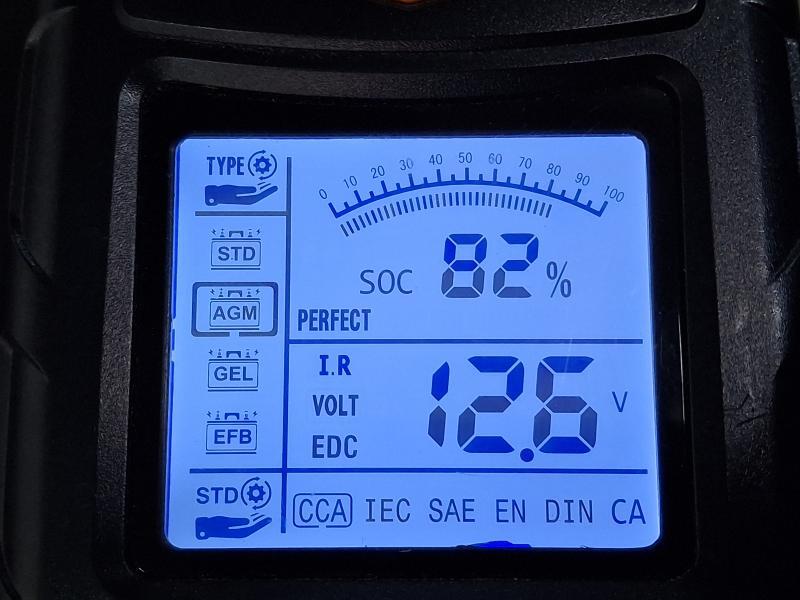 TYPE
0 10 20 30 40 50 60 70 80 90 100
STD
SOC 82%
AGM
PERFECT
I.R
GEL
VOLT 12.6 V
EFB
EDC
STD
CCA IEC SAE EN DIN CA